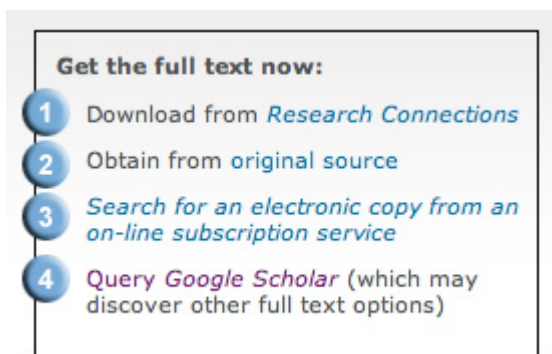 Get the full text now:
1 Download from Research Connections
2 Obtain from original source
3 Search for an electronic copy from an
on-line subscription service
4 Query Google Scholar (which may
discover other full text options)